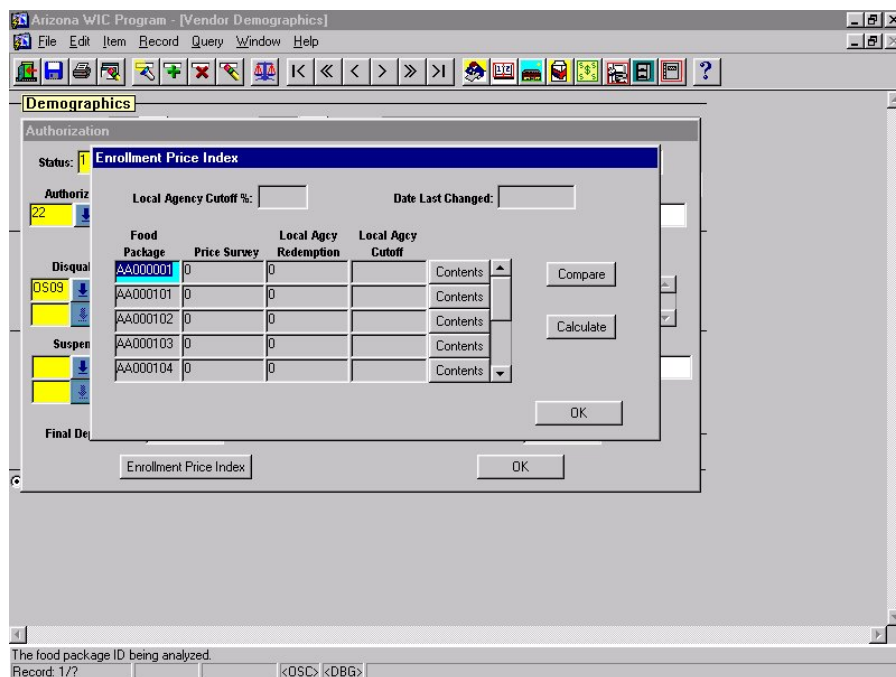 Arizona WIC Program - [Vendor Demographics]
File Edit Item Record Query Window Help
Demographics
Authorization
Status: 1
Enrollment Price Index
Authoriz
22
Local Agency Cutoff %:
Date Last Changed:
Food Package Price Survey Local Agcy Redemption Local Agcy Cutoff
Disqual
OS09
AA000001 0 0 Contents
Compare
AA000101 0 0 Contents
AA000102 0 0 Contents
Calculate
Suspen
AA000103 0 0 Contents
AA000104 0 0 Contents
OK
Final De
Enrollment Price Index
OK
The food package ID being analyzed.
Record: 1/? <OSC> <DBG>